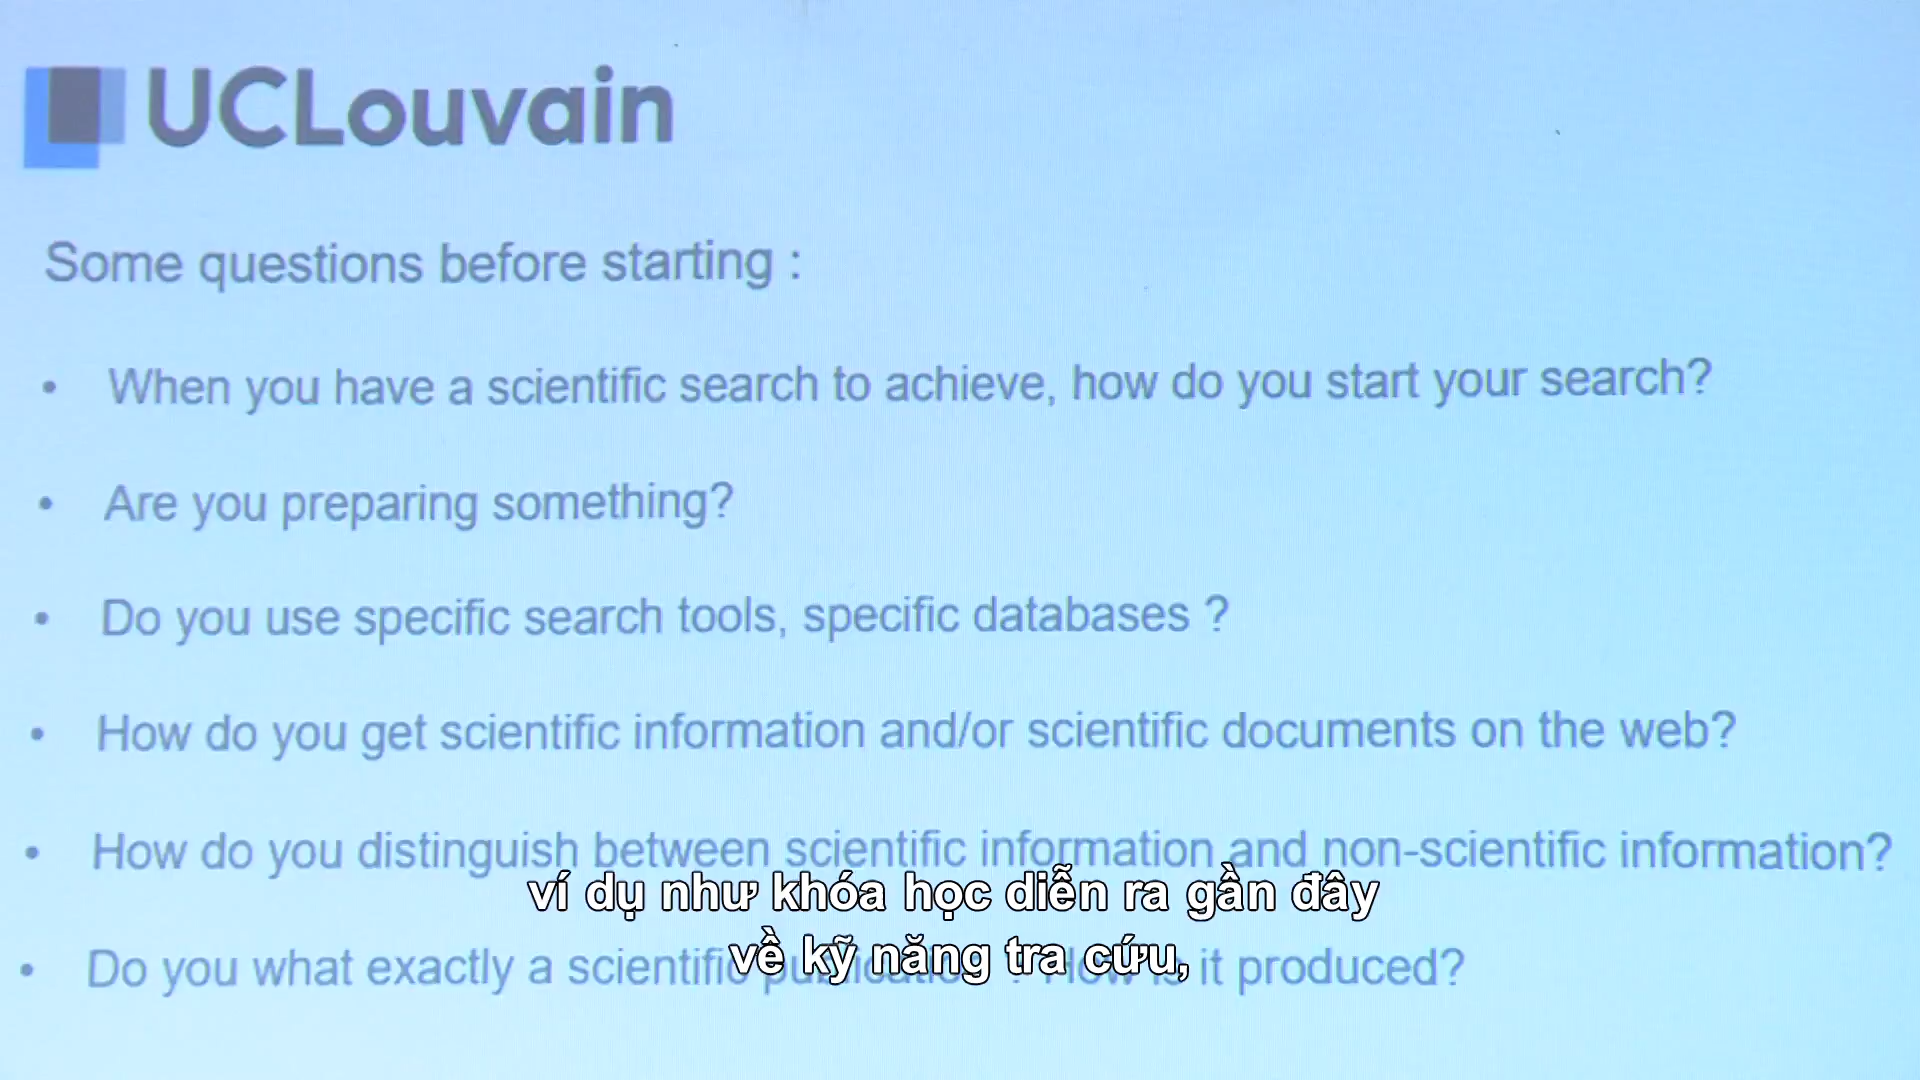 UCLouvain
Some questions before starting :
• When you have a scientific search to achieve, how do you start your search?
• Are you preparing something?
• Do you use specific search tools, specific databases ?
• How do you get scientific information and/or scientific documents on the web?
• How do you distinguish between scientific information and non-scientific information?
ví dụ như khóa học diễn ra gần đây
• Do you what exactly a scientific publication ? How is it produced?
về kỹ năng tra cứu,